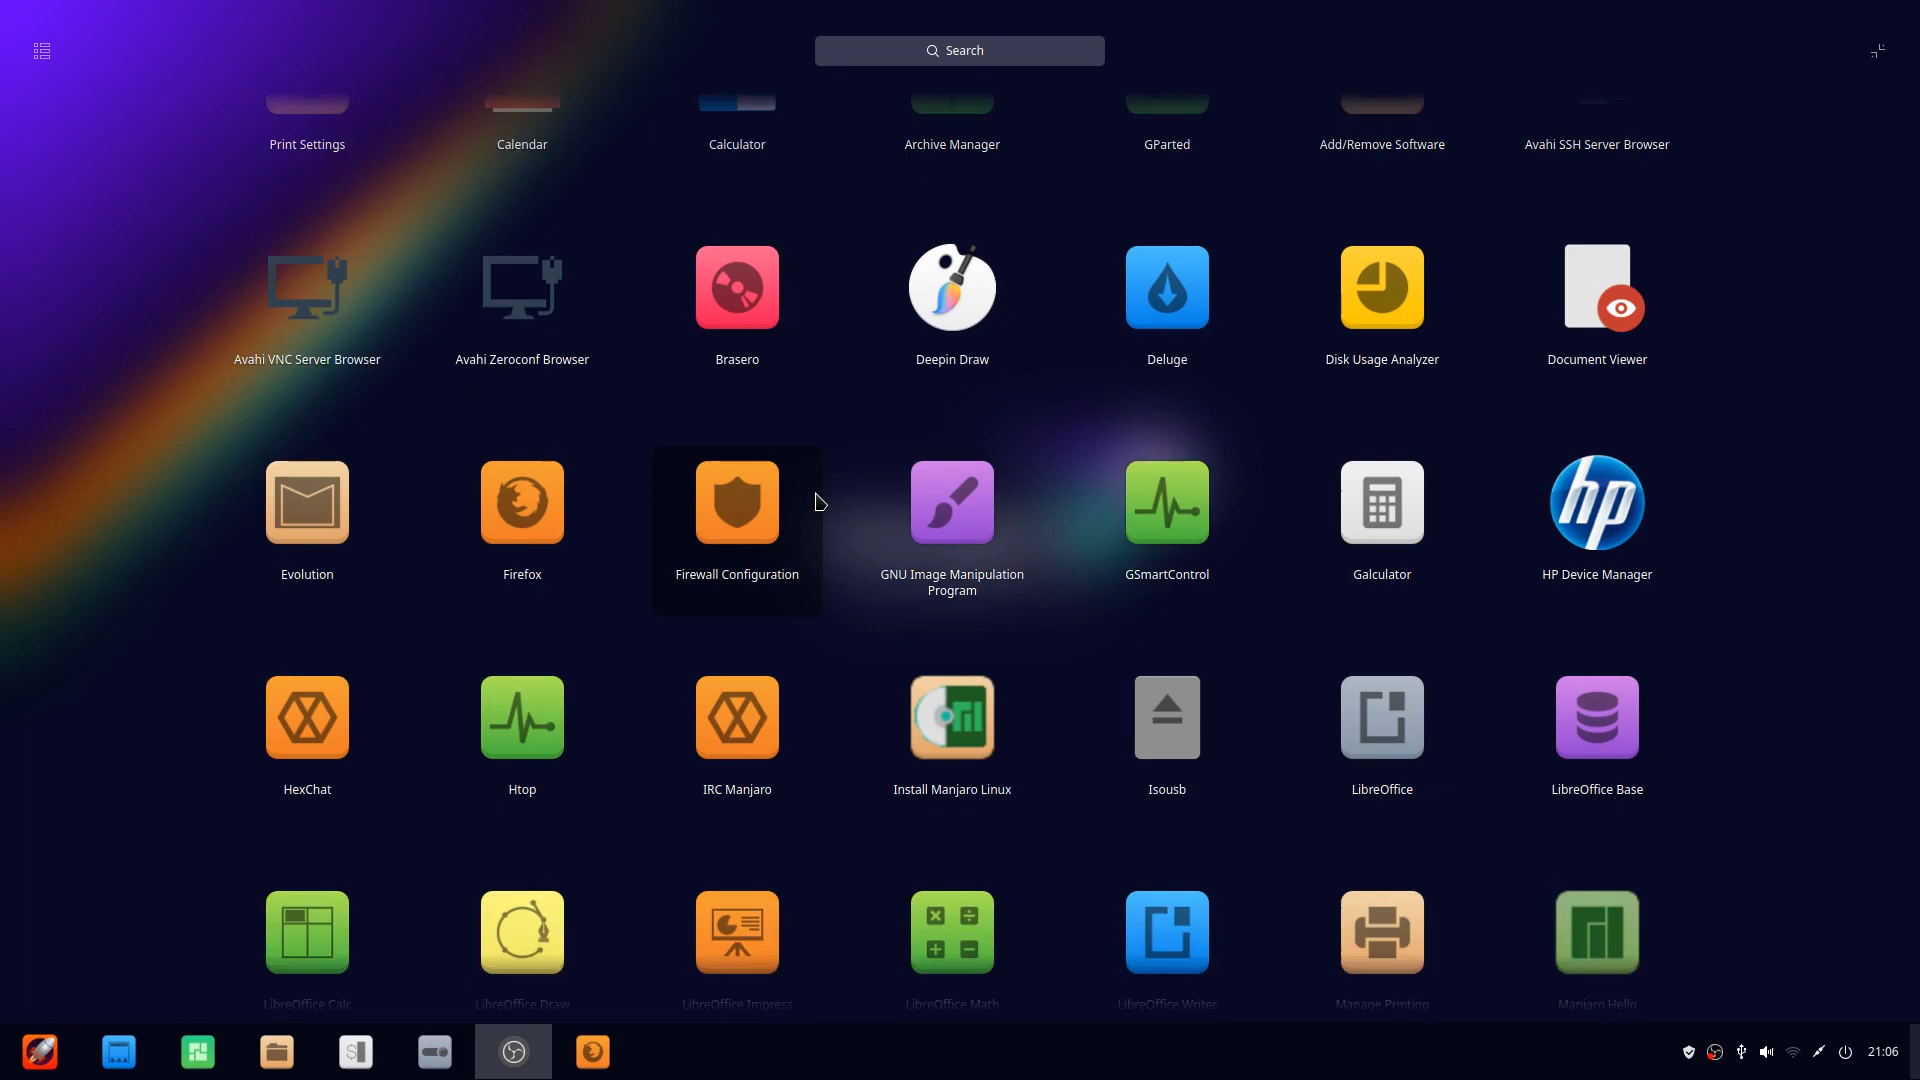 Search
Print Settings
Calendar
Calculator
Archive Manager
GParted
Add/Remove Software
Avahi SSH Server Browser
Avahi VNC Server Browser
Avahi Zeroconf Browser
Brasero
Deepin Draw
Deluge
Disk Usage Analyzer
Document Viewer
Evolution
Firefox
Firewall Configuration
GNU Image Manipulation
Program
GSmartControl
Galculator
hp
HP Device Manager
HexChat
Htop
IRC Manjaro
Install Manjaro Linux
Isousb
LibreOffice
LibreOffice Base
LibreOffice Calc
LibreOffice Draw
LibreOffice Impress
LibreOffice Math
LibreOffice Writer
Manage Printing
Manjaro Hello
21:06